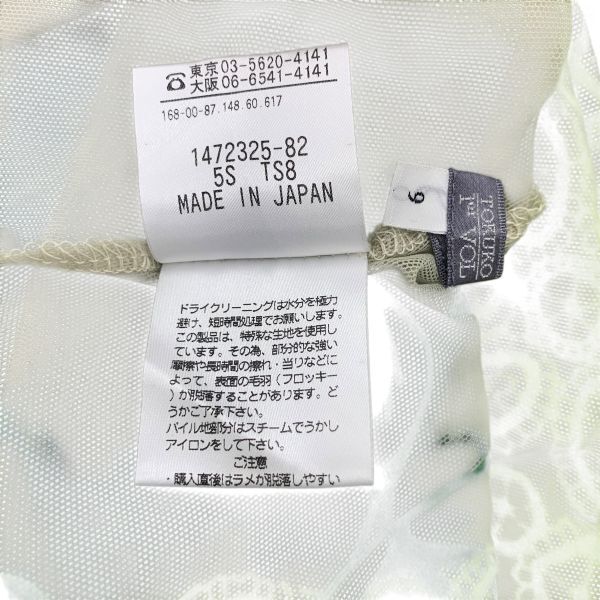 東京03-5620-4141
大阪06-6541-4141
168-00-87.148.60.617
1472325-82
5S TS8
MADE IN JAPAN
9
TOKUKO
1er VOL
ドライクリーニングは水分を極力
避け、短時間処理でお願いします。
この製品は、特殊な生地を使用し
ています。その為、部分的な強い
摩擦や長時間の擦れ・当りなどに
よって、表面の毛羽(フロッキー
)が脱落することがあります。ど
うかご了承下さい。
パイル地部分はスチームでうかし
アイロンをして下さい。
ご注意
・購入直後はラメが脱落しやすい